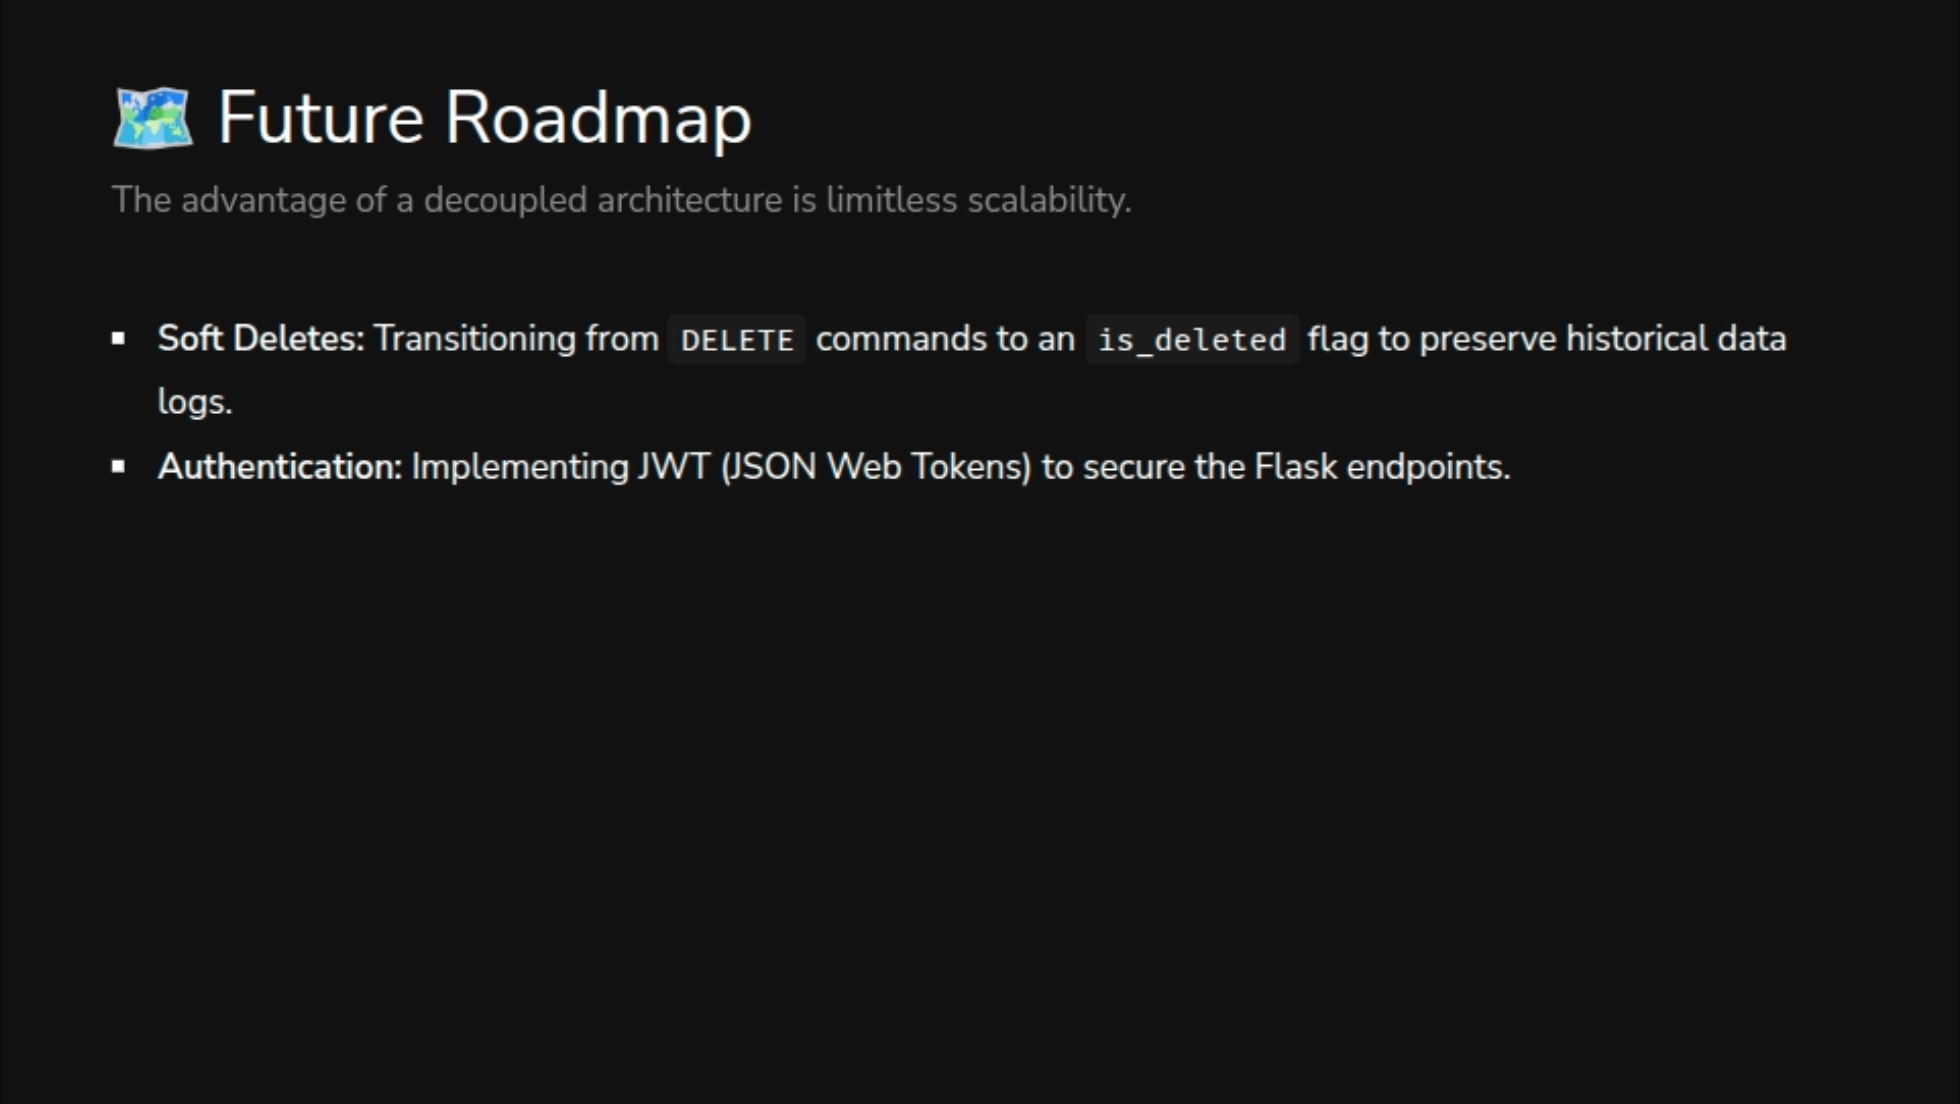 Future Roadmap
The advantage of a decoupled architecture is limitless scalability.
Soft Deletes: Transitioning from DELETE commands to an is_deleted flag to preserve historical data
logs.
Authentication: Implementing JWT (JSON Web Tokens) to secure the Flask endpoints.